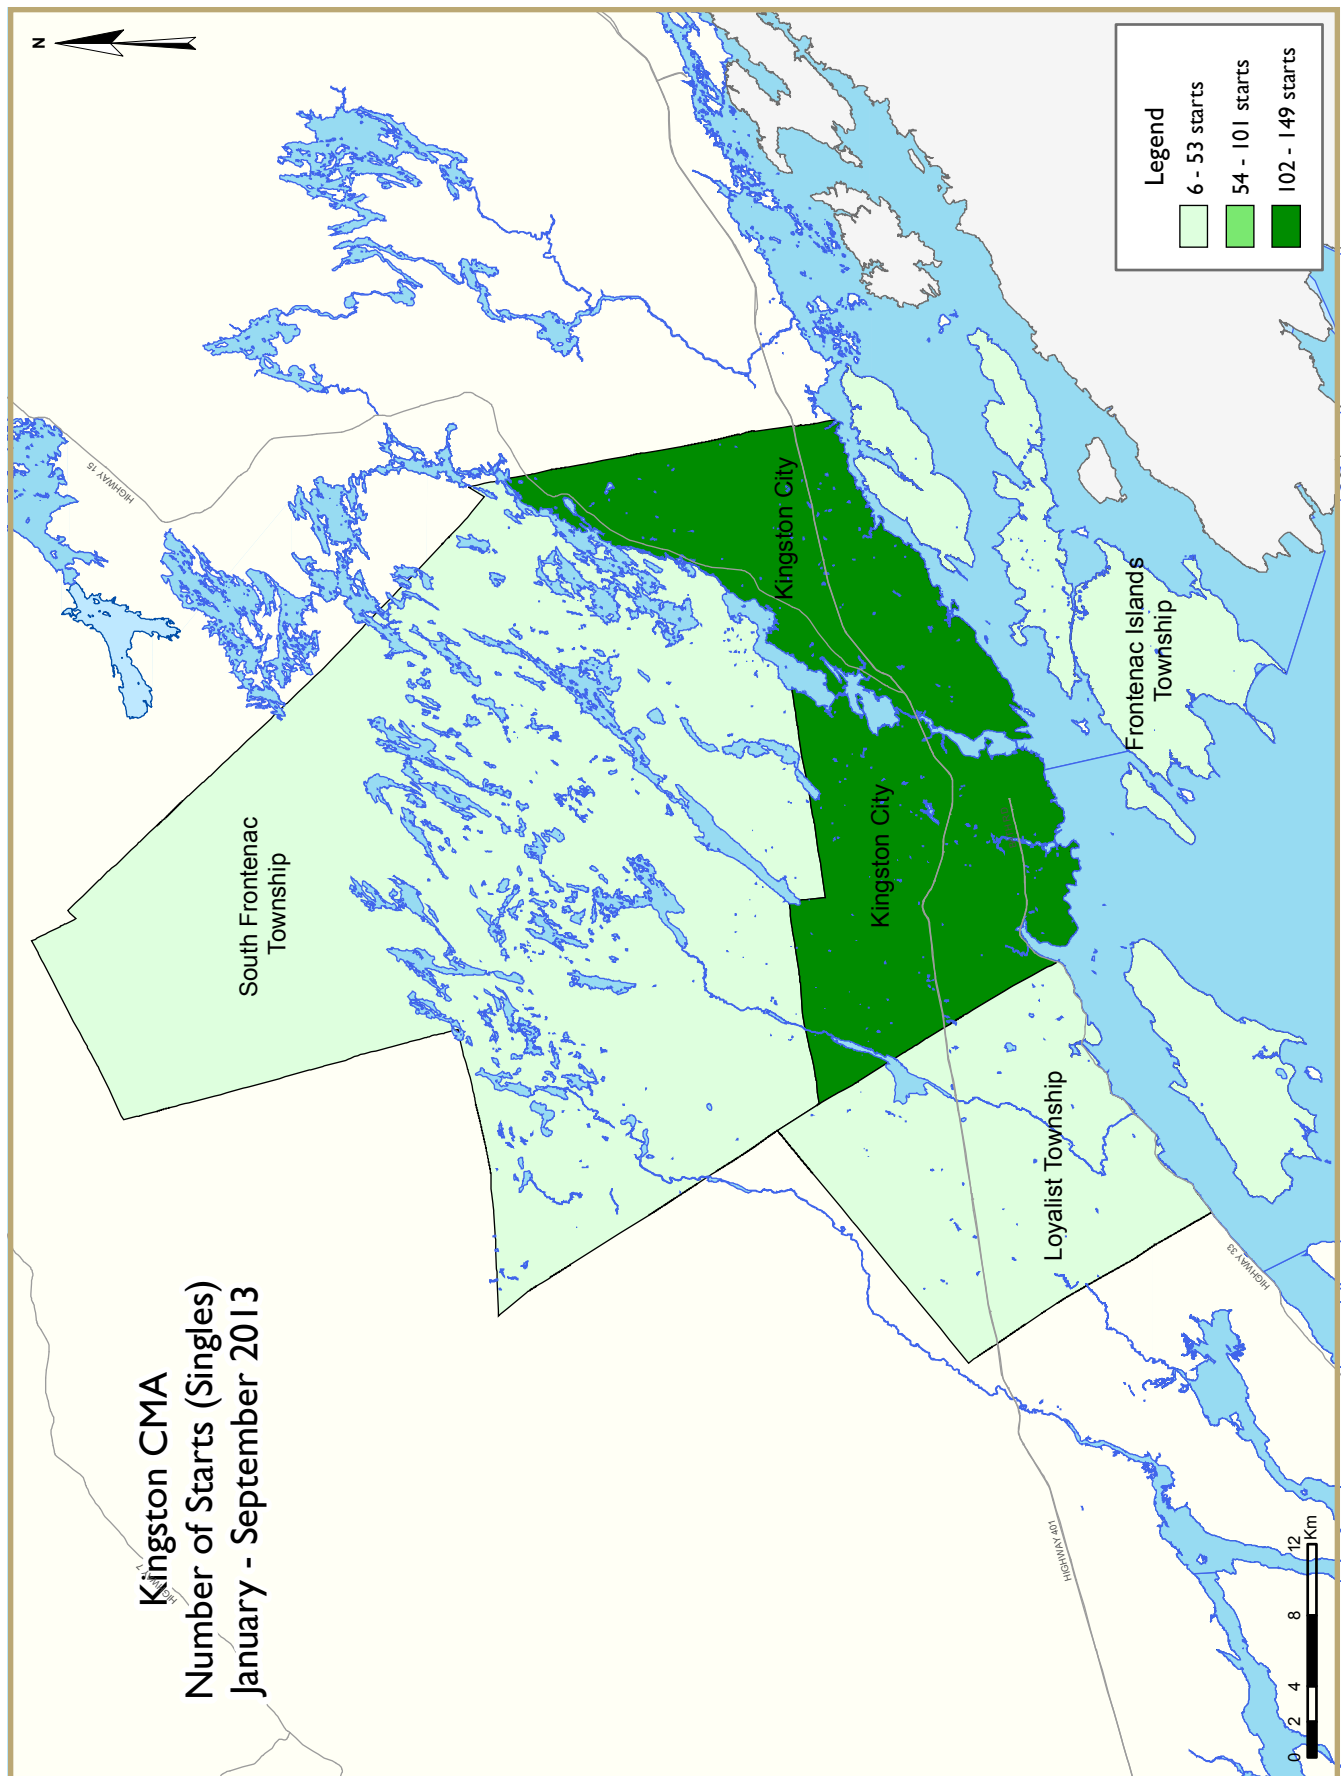 Kingston CMA
Number of Starts (Singles)
January - September 2013
N
HIGHWAY 7
HIGHWAY 15
South Frontenac
Township
Kingston City
Kingston City
Frontenac Islands
Township
Loyalist Township
HIGHWAY 401
HIGHWAY 33
Legend
6 - 53 starts
54 - 101 starts
102 - 149 starts
0 2 4 8 12
Km